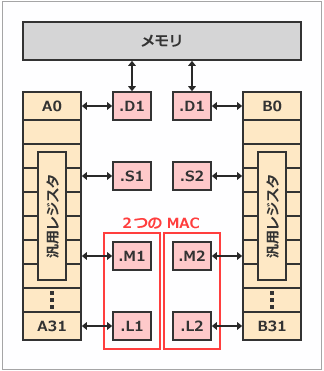 メモリ
A0
.D1
.D1
B0
.S1
.S2
汎用レジスタ
汎用レジスタ
2つの MAC
.M1
.M2
A31
.L1
.L2
B31